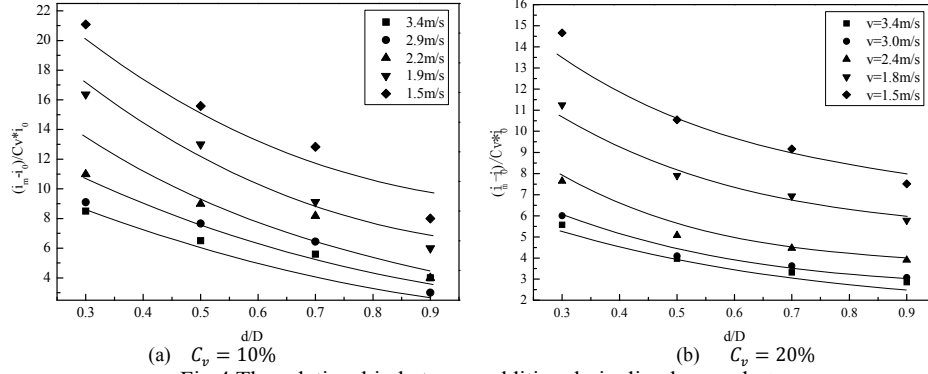 22
20
18
16
14
12
10
8
6
4
(i_m-i_0)/Cv*i_0
3.4m/s
2.9m/s
2.2m/s
1.9m/s
1.5m/s
0.3 0.4 0.5 0.6 0.7 0.8 0.9
d/D
(a) C_v = 10%
16
15
14
13
12
11
10
9
8
7
6
5
4
3
2
(i_m-i_0)/Cv*i_0
v=3.4m/s
v=3.0m/s
v=2.4m/s
v=1.8m/s
v=1.5m/s
0.3 0.4 0.5 0.6 0.7 0.8 0.9
d/D
(b) C_v = 20%